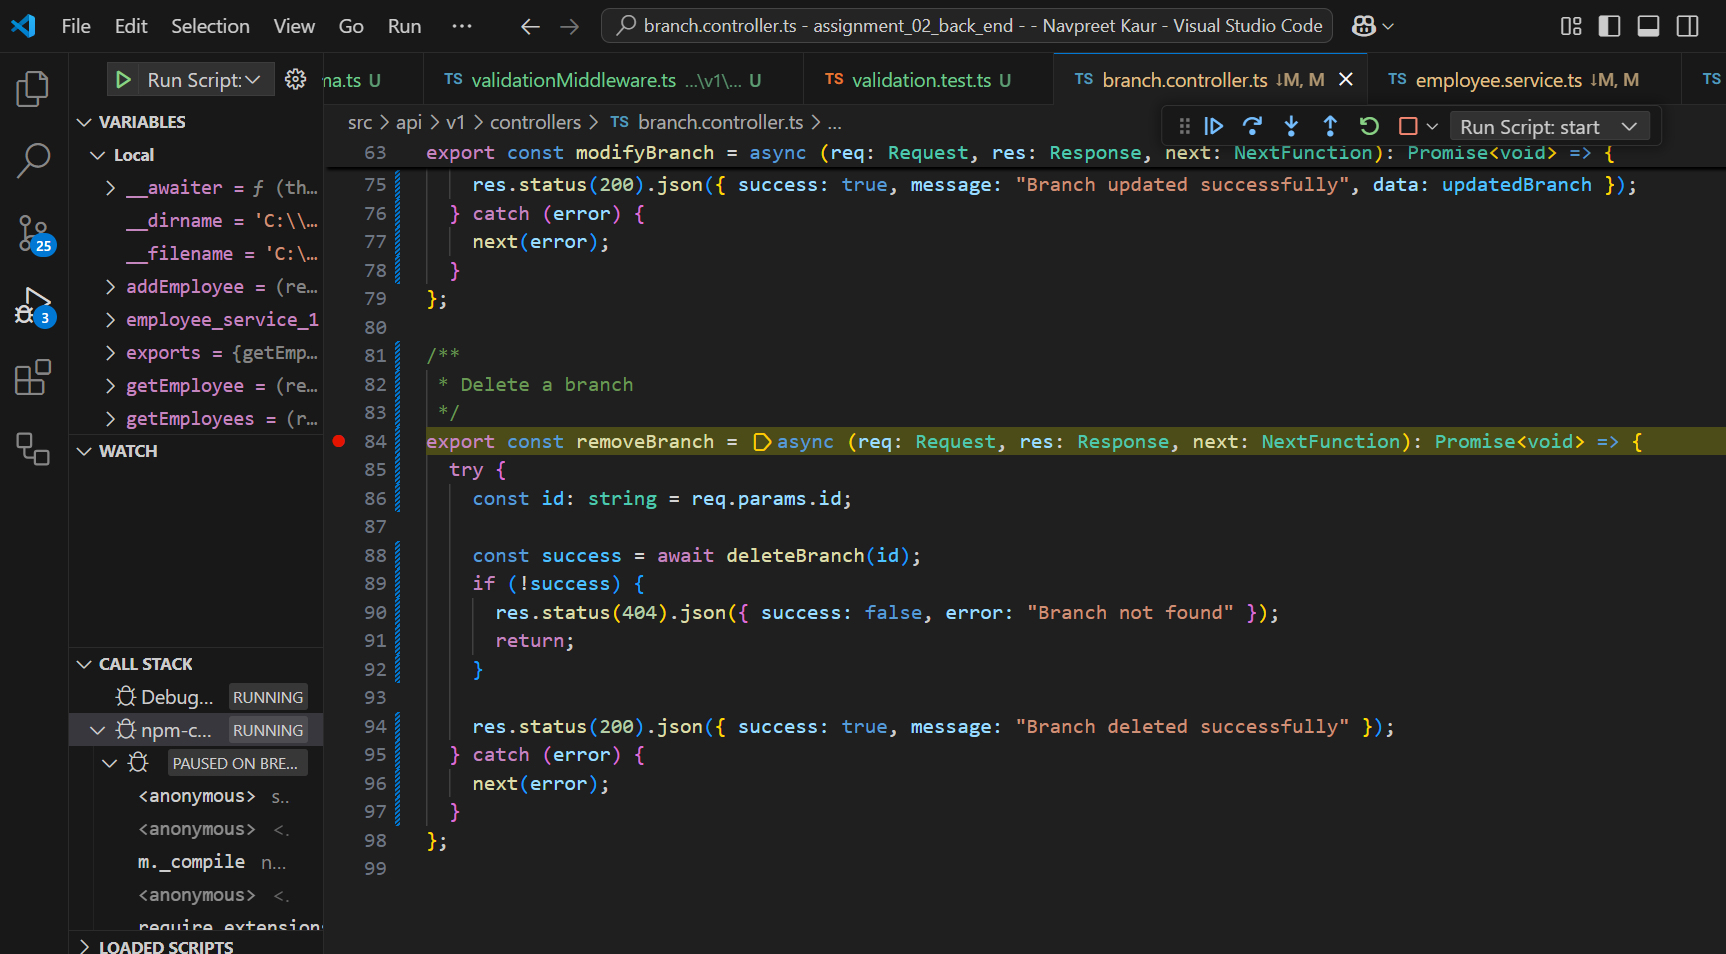 File Edit Selection View Go Run ··· branch.controller.ts - assignment_02_back_end - - Navpreet Kaur - Visual Studio Code
Run Script: na.ts U TS validationMiddleware.ts ...\v1\... U TS validation.test.ts U TS branch.controller.ts ↓M, M TS employee.service.ts ↓M, M TS
src > api > v1 > controllers > TS branch.controller.ts > ...
Run Script: start
VARIABLES
Local
__awaiter = ƒ (th…
__dirname = 'C:\\…
__filename = 'C:\…
addEmployee = (re…
employee_service_1
exports = {getEmp…
getEmployee = (re…
getEmployees = (r…
WATCH
CALL STACK
Debug... RUNNING
npm-c... RUNNING
PAUSED ON BRE...
<anonymous> s..
<anonymous> <.
m._compile n...
<anonymous> <.
require.extensions
LOADED SCRIPTS
25
3
63 export const modifyBranch = async (req: Request, res: Response, next: NextFunction): Promise<void> => {
75 res.status(200).json({ success: true, message: "Branch updated successfully", data: updatedBranch });
76 } catch (error) {
77 next(error);
78 }
79 };
80
81 /**
82 * Delete a branch
83 */
84 export const removeBranch = async (req: Request, res: Response, next: NextFunction): Promise<void> => {
85 try {
86 const id: string = req.params.id;
87
88 const success = await deleteBranch(id);
89 if (!success) {
90 res.status(404).json({ success: false, error: "Branch not found" });
91 return;
92 }
93
94 res.status(200).json({ success: true, message: "Branch deleted successfully" });
95 } catch (error) {
96 next(error);
97 }
98 };
99